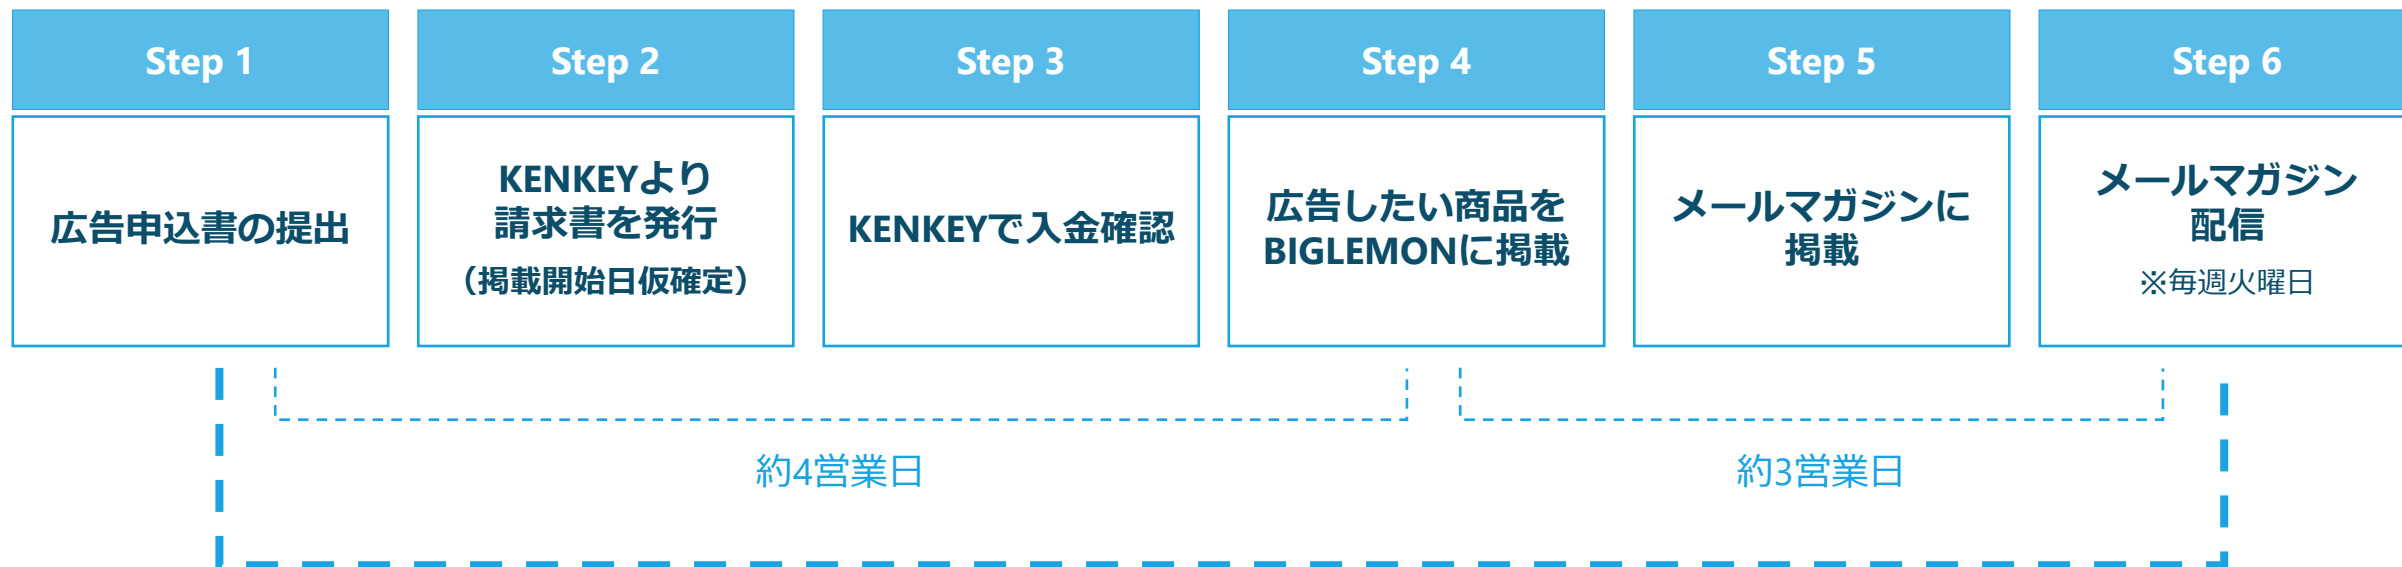 Step 1
Step 2
Step 3
Step 4
Step 5
Step 6
広告申込書の提出
KENKEYより
請求書を発行
（掲載開始日仮確定）
KENKEYで入金確認
広告したい商品を
BIGLEMONに掲載
メールマガジンに
掲載
メールマガジン
配信
※毎週火曜日
約4営業日
約3営業日